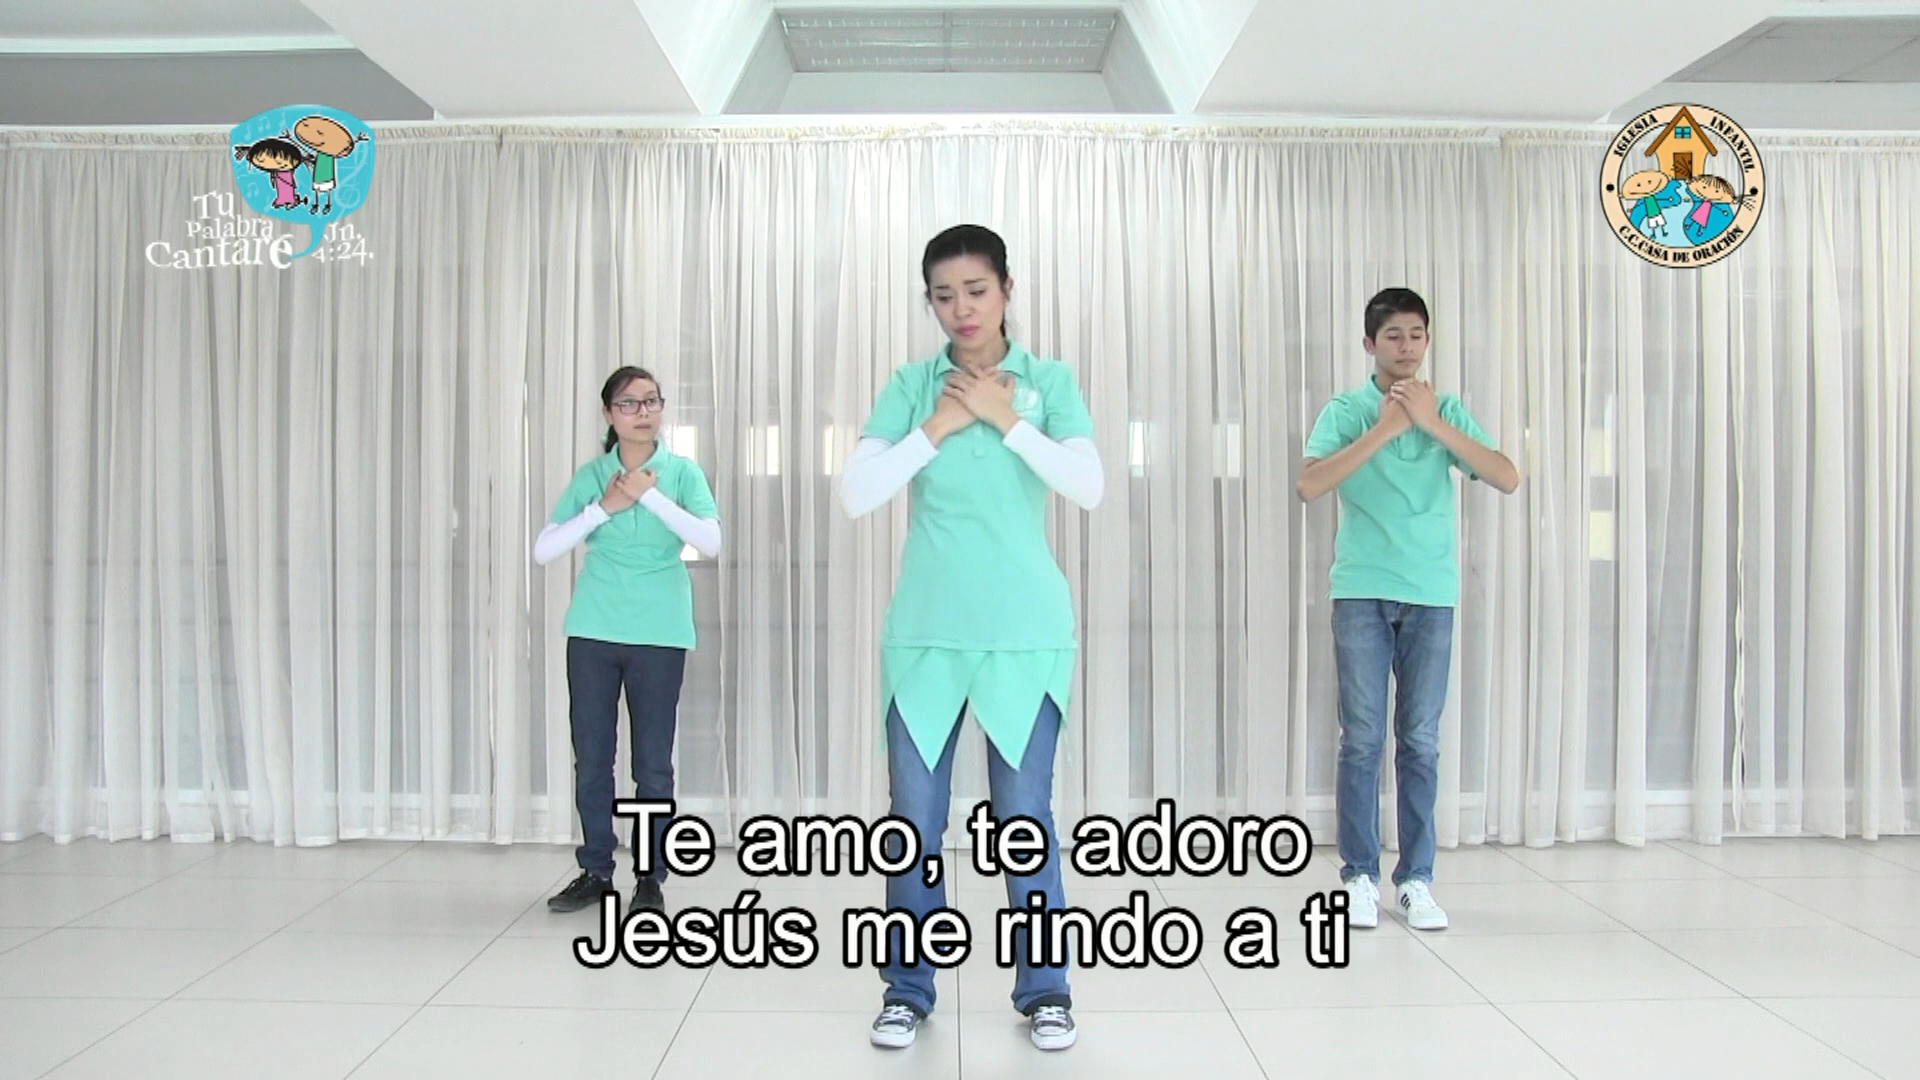 Tu
Palabra
Cantaré
Jn.
4:24.
IGLESIA INFANTIL
C.C.CASA DE ORACIÓN
Te amo, te adoro
Jesús me rindo a ti